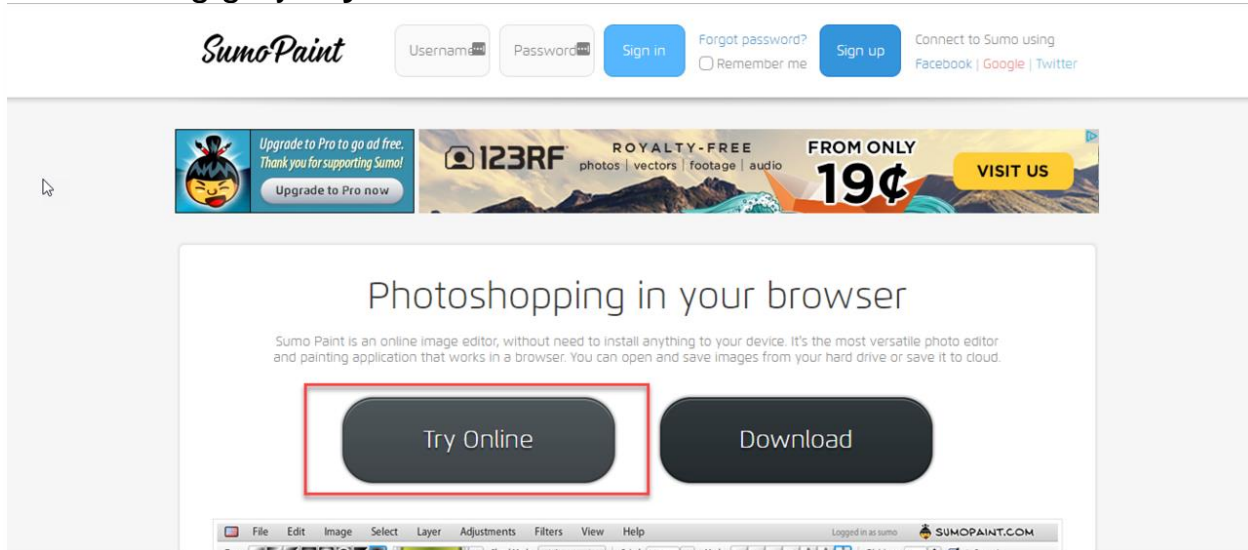 SumoPaint
Username
Password
Sign in
Forgot password?
Remember me
Sign up
Connect to Sumo using
Facebook | Google | Twitter
Upgrade to Pro to go ad free.
Thank you for supporting Sumo!
Upgrade to Pro now
123RF
ROYALTY-FREE
photos | vectors | footage | audio
FROM ONLY
19¢
VISIT US
Photoshopping in your browser
Sumo Paint is an online image editor, without need to install anything to your device. It's the most versatile photo editor
and painting application that works in a browser. You can open and save images from your hard drive or save it to cloud.
Try Online
Download
File Edit Image Select Layer Adjustments Filters View Help Logged in as sumo SUMOPAINT.COM